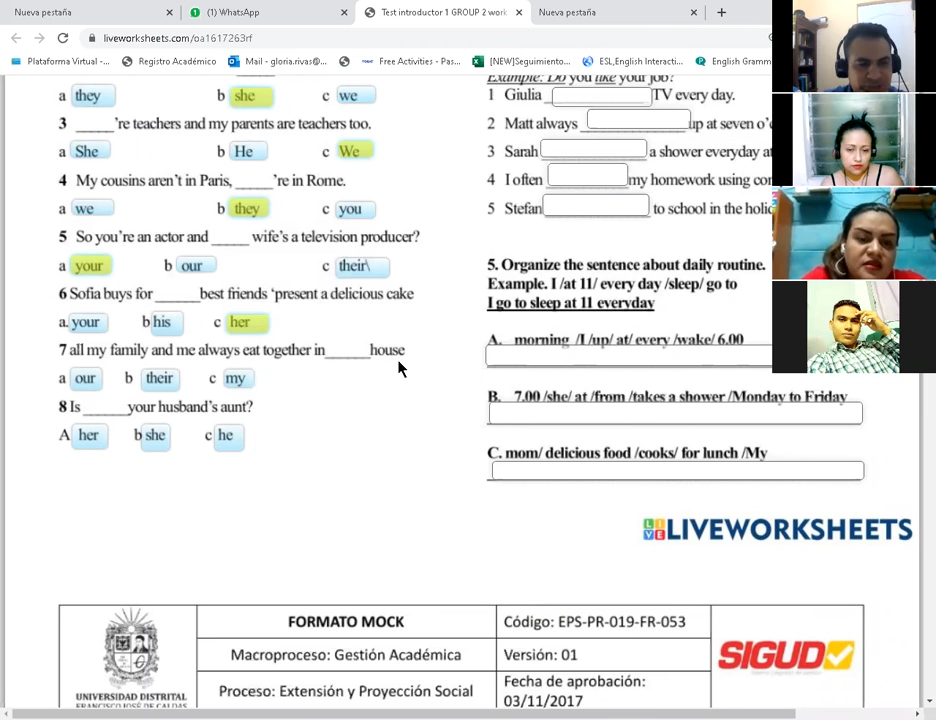 Nueva pestaña
(1) WhatsApp
Test introductor 1 GROUP 2 work
Nueva pestaña
liveworksheets.com/oa1617263rf
Plataforma Virtual -...
Registro Académico
Mail - gloria.rivas@...
Free Activities - Pas...
[NEW]Seguimiento...
ESL,English Interacti...
English Gramm
a they b she c we
3 _____'re teachers and my parents are teachers too.
a She b He c We
4 My cousins aren't in Paris, _____'re in Rome.
a we b they c you
5 So you're an actor and _____ wife's a television producer?
a your b our c their\
6 Sofia buys for ______best friends 'present a delicious cake
a. your b his c her
7 all my family and me always eat together in______house
a our b their c my
8 Is ______your husband's aunt?
A her b she c he
Example: Do you like your job?
1 Giulia TV every day.
2 Matt always up at seven o'c
3 Sarah a shower everyday at
4 I often my homework using
5 Stefan to school in the
5. Organize the sentence about daily routine.
Example. I /at 11/ every day /sleep/ go to
I go to sleep at 11 everyday
A. morning /I /up/ at/ every /wake/ 6.00
B. 7.00 /she/ at /from /takes a shower /Monday to Friday
C. mom/ delicious food /cooks/ for lunch /My
LIVEWORKSHEETS
UNIVERSIDAD DISTRITAL
FRANCISCO JOSÉ DE CALDAS
FORMATO MOCK
Macroproceso: Gestión Académica
Proceso: Extensión y Proyección Social
Código: EPS-PR-019-FR-053
Versión: 01
Fecha de aprobación:
03/11/2017
SIGUD